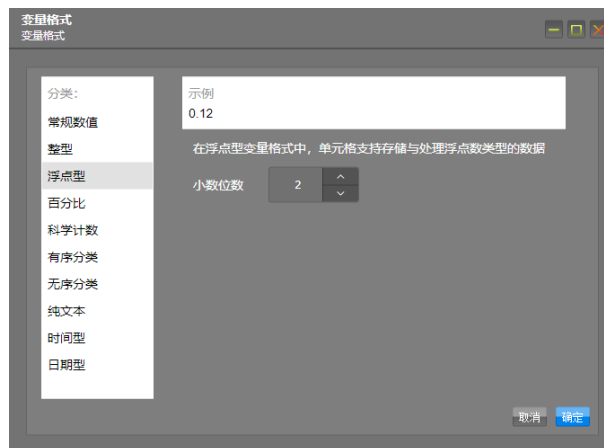 变量格式
变量格式
分类:
常规数值
整型
浮点型
百分比
科学计数
有序分类
无序分类
纯文本
时间型
日期型
示例
0.12
在浮点型变量格式中，单元格支持存储与处理浮点数类型的数据
小数位数
2
取消
确定